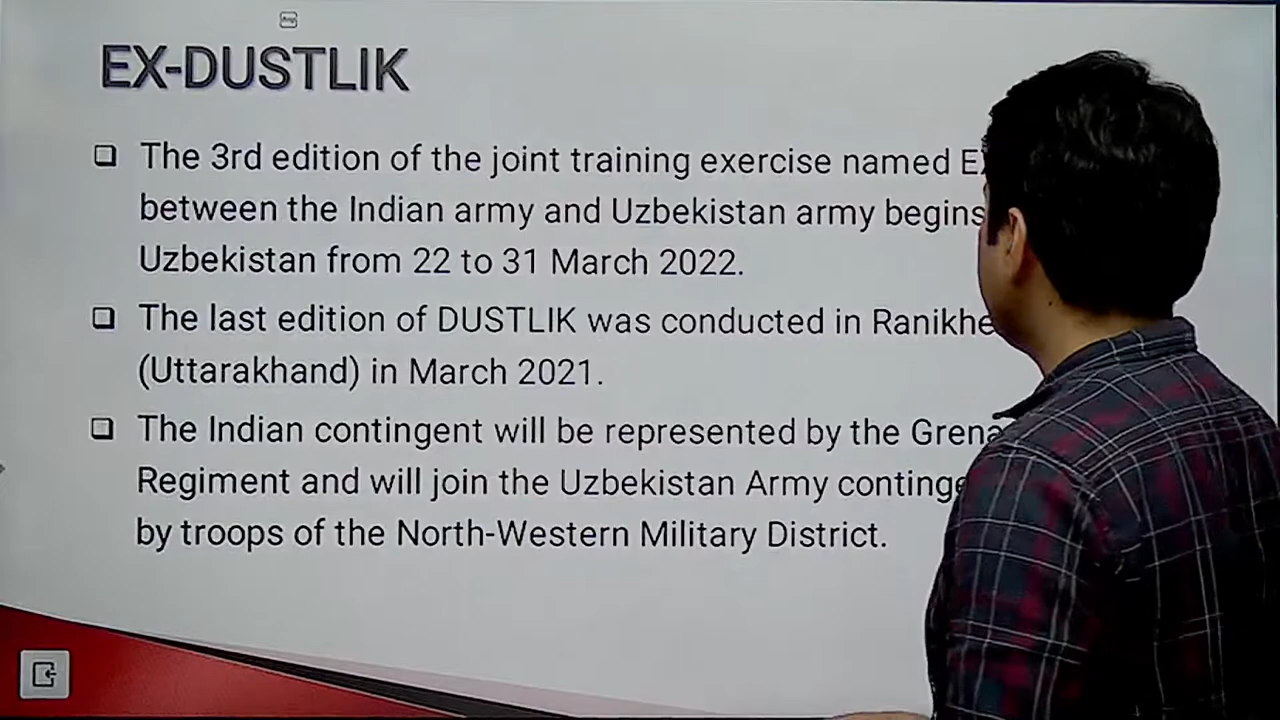 EX-DUSTLIK
The 3rd edition of the joint training exercise named
between the Indian army and Uzbekistan army begins
Uzbekistan from 22 to 31 March 2022.
The last edition of DUSTLIK was conducted in
(Uttarakhand) in March 2021.
The Indian contingent will be represented by the
Regiment and will join the Uzbekistan Army
by troops of the North-Western Military District.